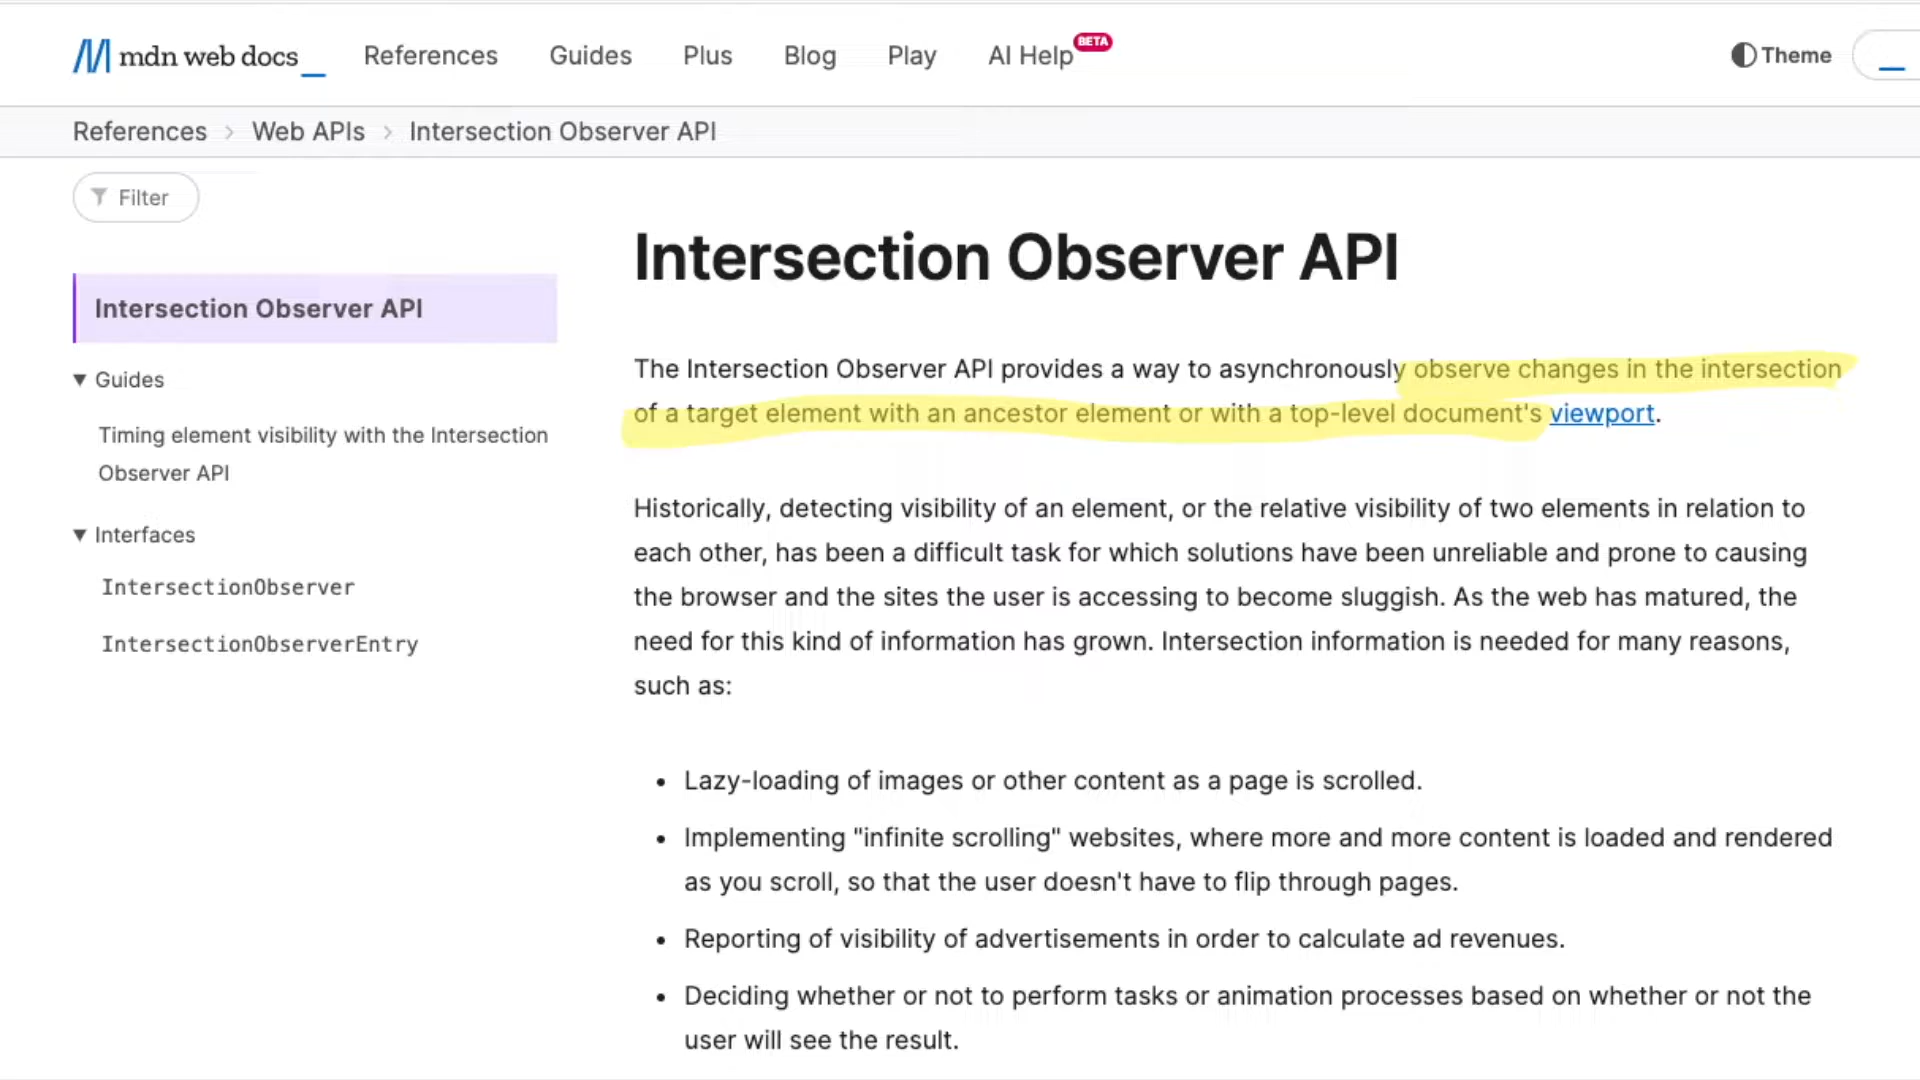 mdn web docs_
References
Guides
Plus
Blog
Play
AI Help
BETA
Theme
References > Web APIs > Intersection Observer API
Filter
Intersection Observer API
Guides
Timing element visibility with the Intersection
Observer API
Interfaces
IntersectionObserver
IntersectionObserverEntry
Intersection Observer API
The Intersection Observer API provides a way to asynchronously observe changes in the intersection
of a target element with an ancestor element or with a top-level document's viewport.
Historically, detecting visibility of an element, or the relative visibility of two elements in relation to
each other, has been a difficult task for which solutions have been unreliable and prone to causing
the browser and the sites the user is accessing to become sluggish. As the web has matured, the
need for this kind of information has grown. Intersection information is needed for many reasons,
such as:
• Lazy-loading of images or other content as a page is scrolled.
• Implementing "infinite scrolling" websites, where more and more content is loaded and rendered
as you scroll, so that the user doesn't have to flip through pages.
• Reporting of visibility of advertisements in order to calculate ad revenues.
• Deciding whether or not to perform tasks or animation processes based on whether or not the
user will see the result.